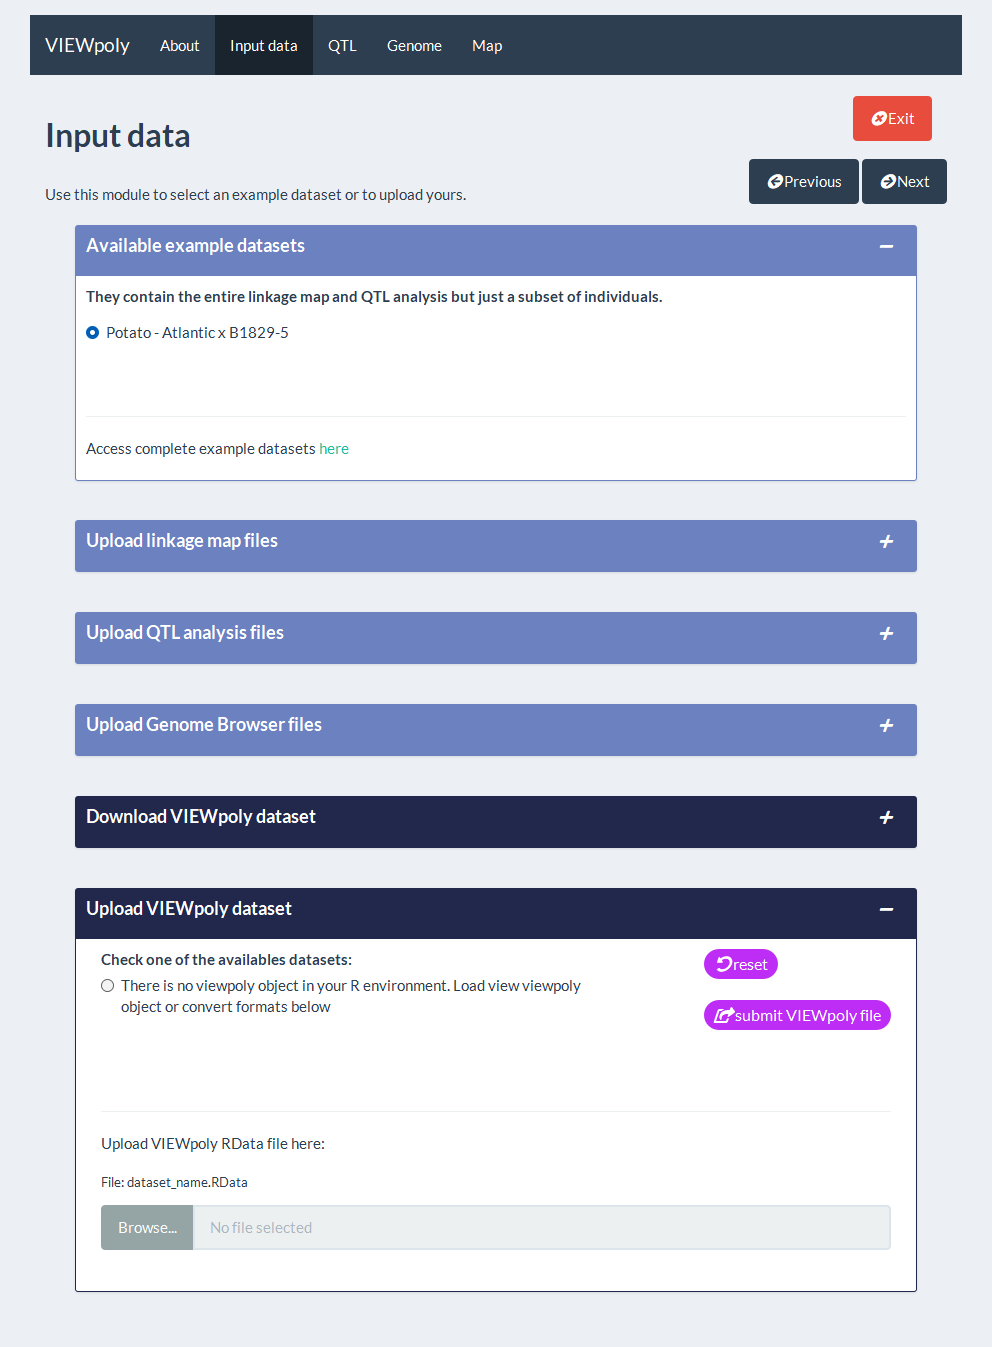 VIEWpoly About Input data QTL Genome Map
Exit
Input data
Previous Next
Use this module to select an example dataset or to upload yours.
Available example datasets
They contain the entire linkage map and QTL analysis but just a subset of individuals.
Potato - Atlantic x B1829-5
Access complete example datasets here
Upload linkage map files
Upload QTL analysis files
Upload Genome Browser files
Download VIEWpoly dataset
Upload VIEWpoly dataset
Check one of the availables datasets:
reset
There is no viewpoly object in your R environment. Load view viewpoly
object or convert formats below
submit VIEWpoly file
Upload VIEWpoly RData file here:
File: dataset_name.RData
Browse... No file selected